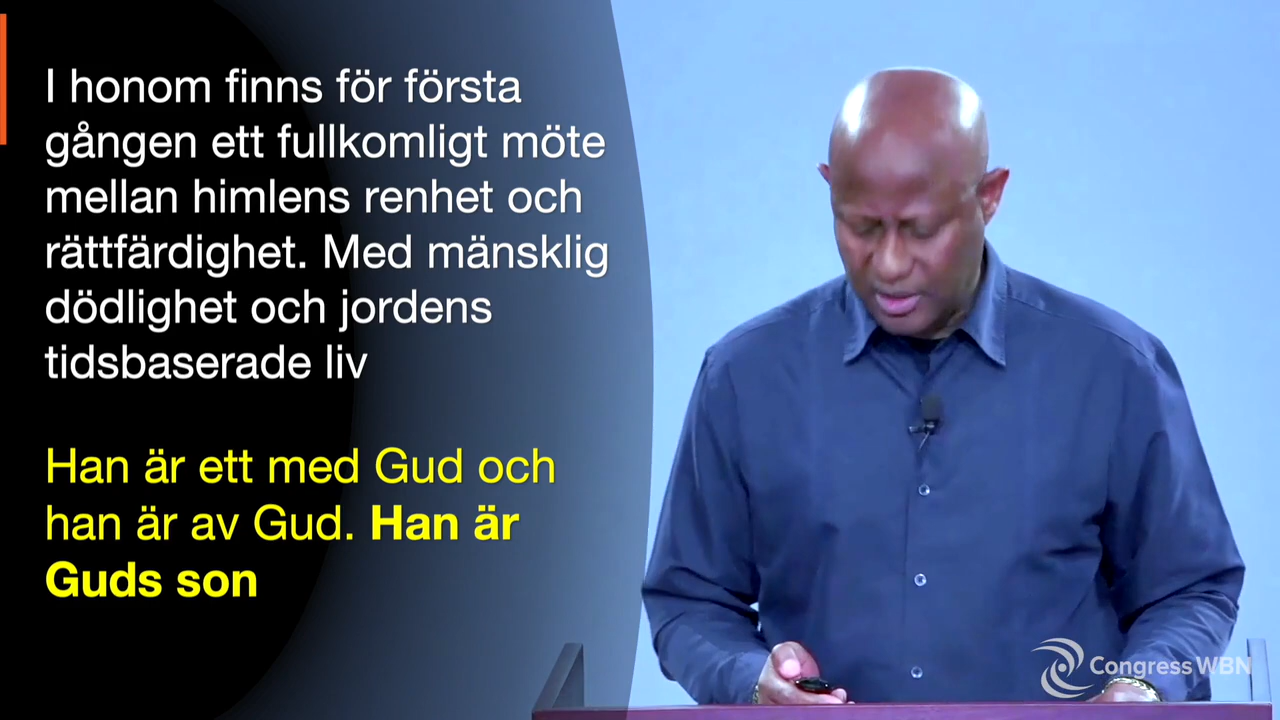 I honom finns för första
gången ett fullkomligt möte
mellan himlens renhet och
rättfärdighet. Med mänsklig
dödlighet och jordens
tidsbaserade liv
Han är ett med Gud och
han är av Gud. Han är
Guds son
Congress WBN